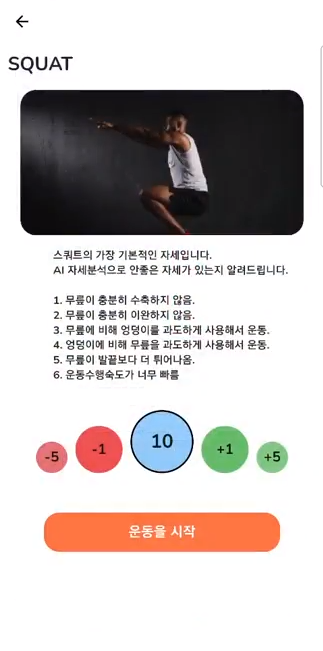 SQUAT
스쿼트의 가장 기본적인 자세입니다.
AI 자세분석으로 안좋은 자세가 있는지 알려드립니다.
1. 무릎이 충분히 수축하지 않음.
2. 무릎이 충분히 이완하지 않음.
3. 무릎에 비해 엉덩이를 과도하게 사용해서 운동.
4. 엉덩이에 비해 무릎을 과도하게 사용해서 운동.
5. 무릎이 발끝보다 더 튀어나옴.
6. 운동수행속도가 너무 빠름
-5 -1 10 +1 +5
운동을 시작